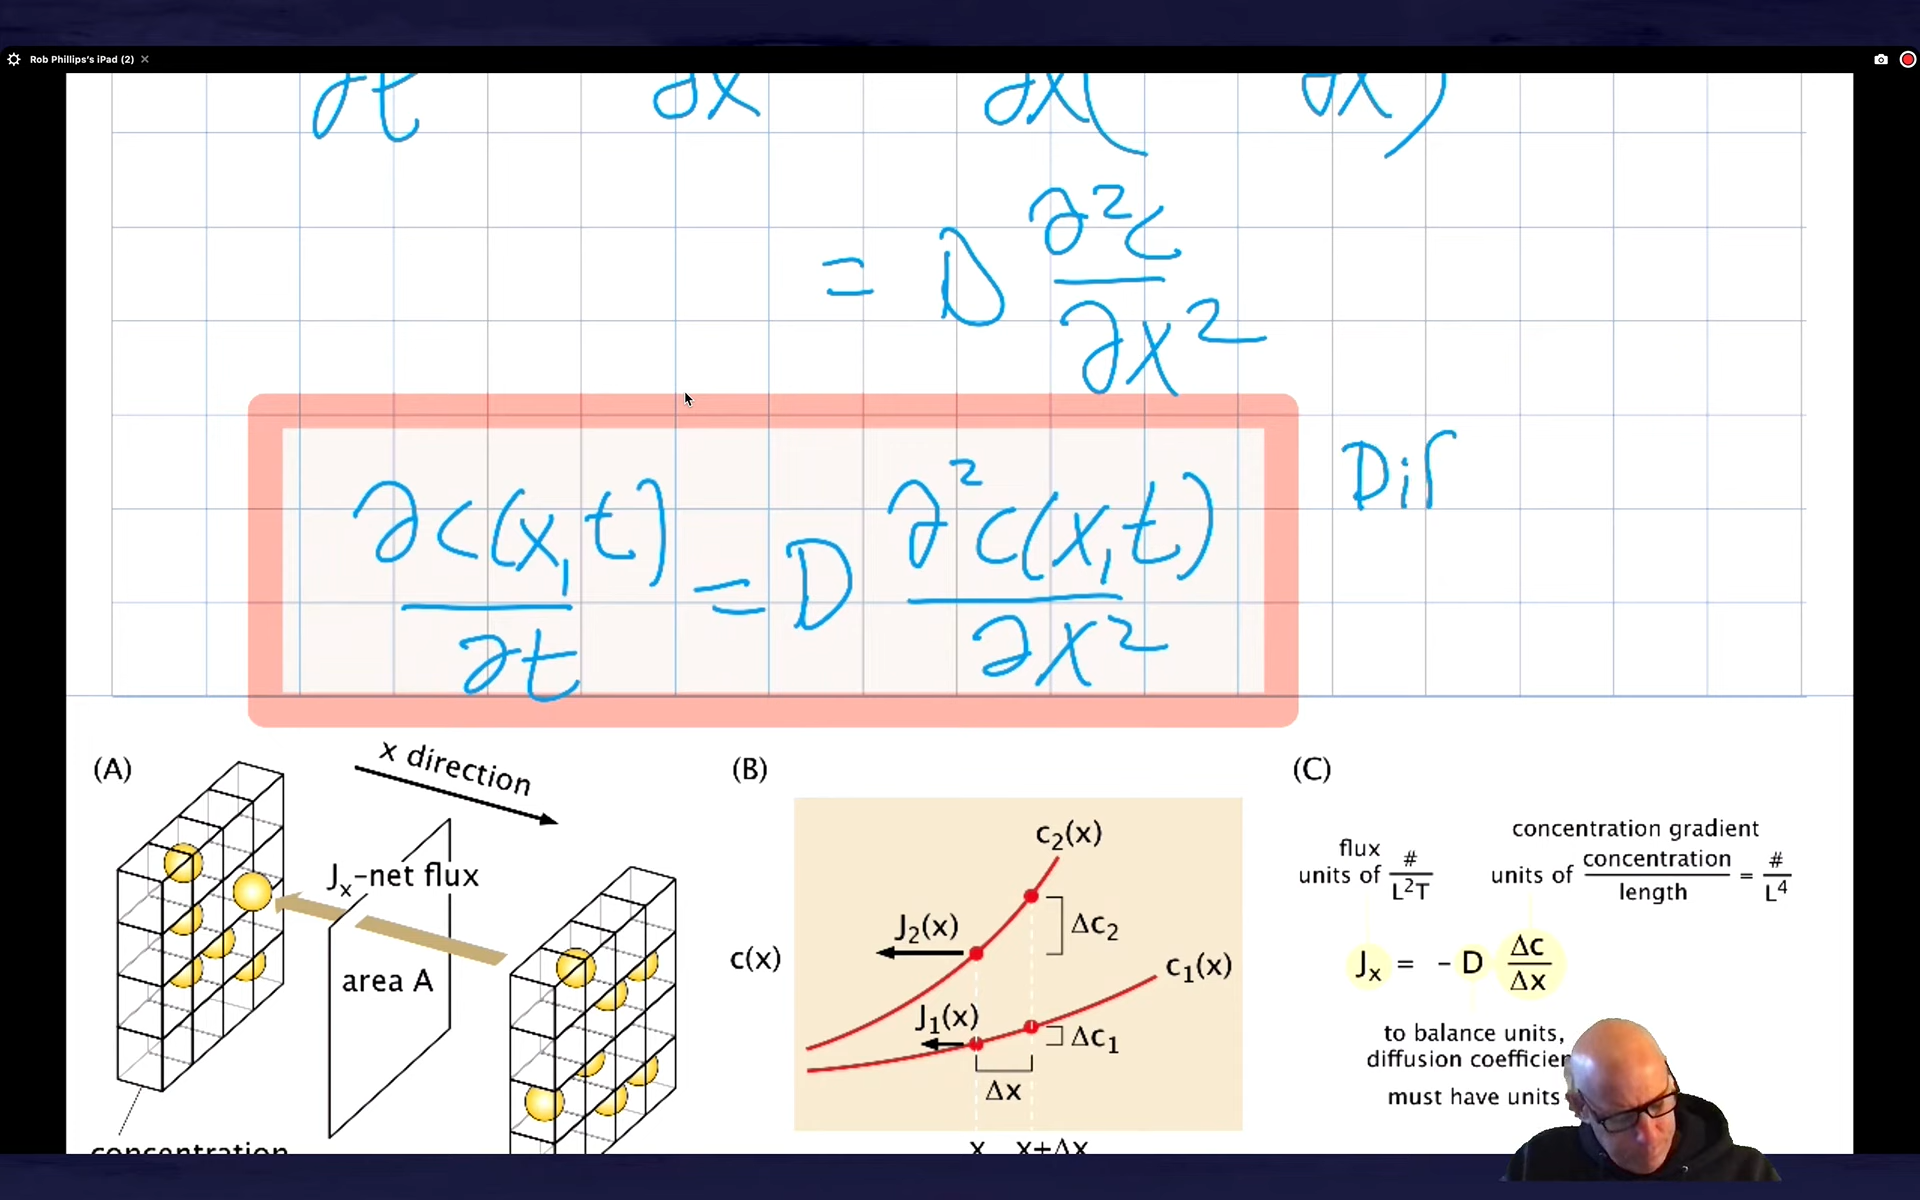 Rob Phillips's iPad (2) ×
∂t ∂x ∂x( ∂x)
= D ∂²c
∂x²
∂c(x,t) = D ∂²c(x,t)
∂t ∂x²
Dif
(A)
x direction
Jx-net flux
area A
concentration
(B)
c2(x)
J2(x)
Δc2
c(x)
c1(x)
J1(x)
Δc1
Δx
x x+Δx
(C)
concentration gradient
flux
units of #/L²T
units of concentration/length = #/L⁴
Jx = - D Δc/Δx
to balance units,
diffusion
must have units